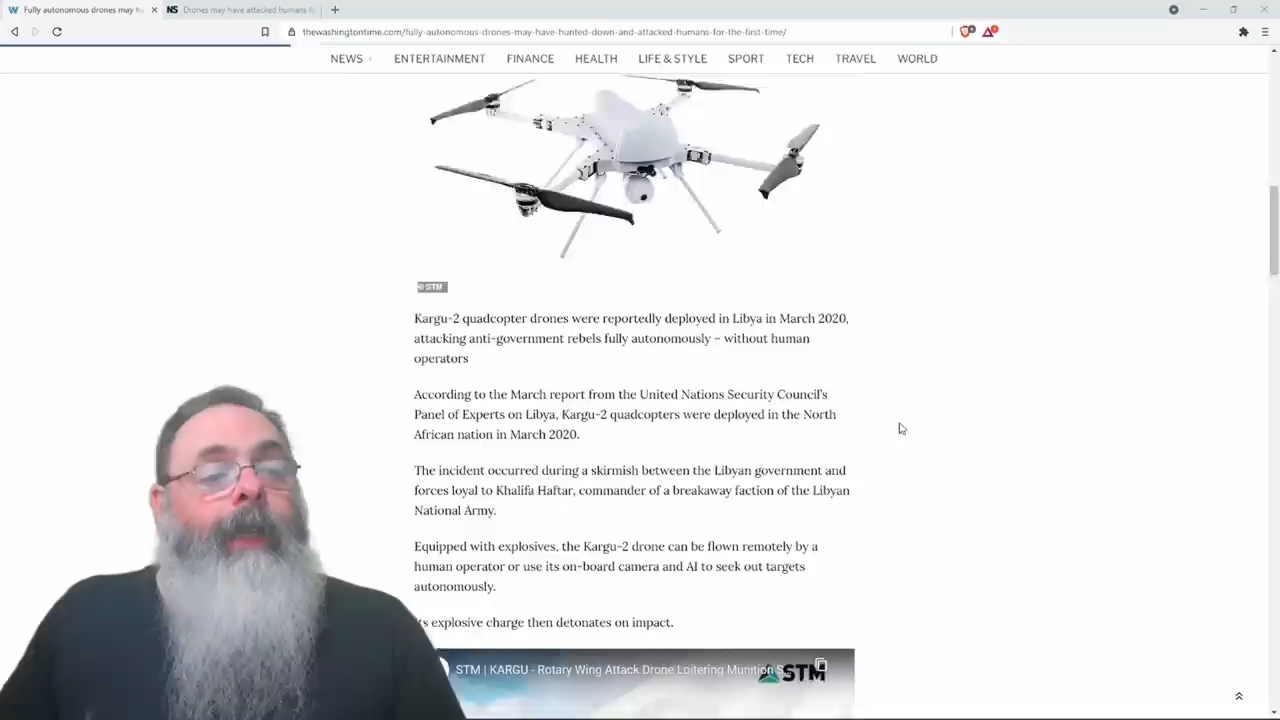 Fully autonomous drones may ha
Drones may have attacked humans fo
thewashingtontime.com/fully-autonomous-drones-may-have-hunted-down-and-attacked-humans-for-the-first-time/
NEWS ENTERTAINMENT FINANCE HEALTH LIFE & STYLE SPORT TECH TRAVEL WORLD
© STM
Kargu-2 quadcopter drones were reportedly deployed in Libya in March 2020,
attacking anti-government rebels fully autonomously – without human
operators
According to the March report from the United Nations Security Council's
Panel of Experts on Libya, Kargu-2 quadcopters were deployed in the North
African nation in March 2020.
The incident occurred during a skirmish between the Libyan government and
forces loyal to Khalifa Haftar, commander of a breakaway faction of the Libyan
National Army.
Equipped with explosives, the Kargu-2 drone can be flown remotely by a
human operator or use its on-board camera and AI to seek out targets
autonomously.
ts explosive charge then detonates on impact.
STM | KARGU - Rotary Wing Attack Drone Loitering Munition S
STM